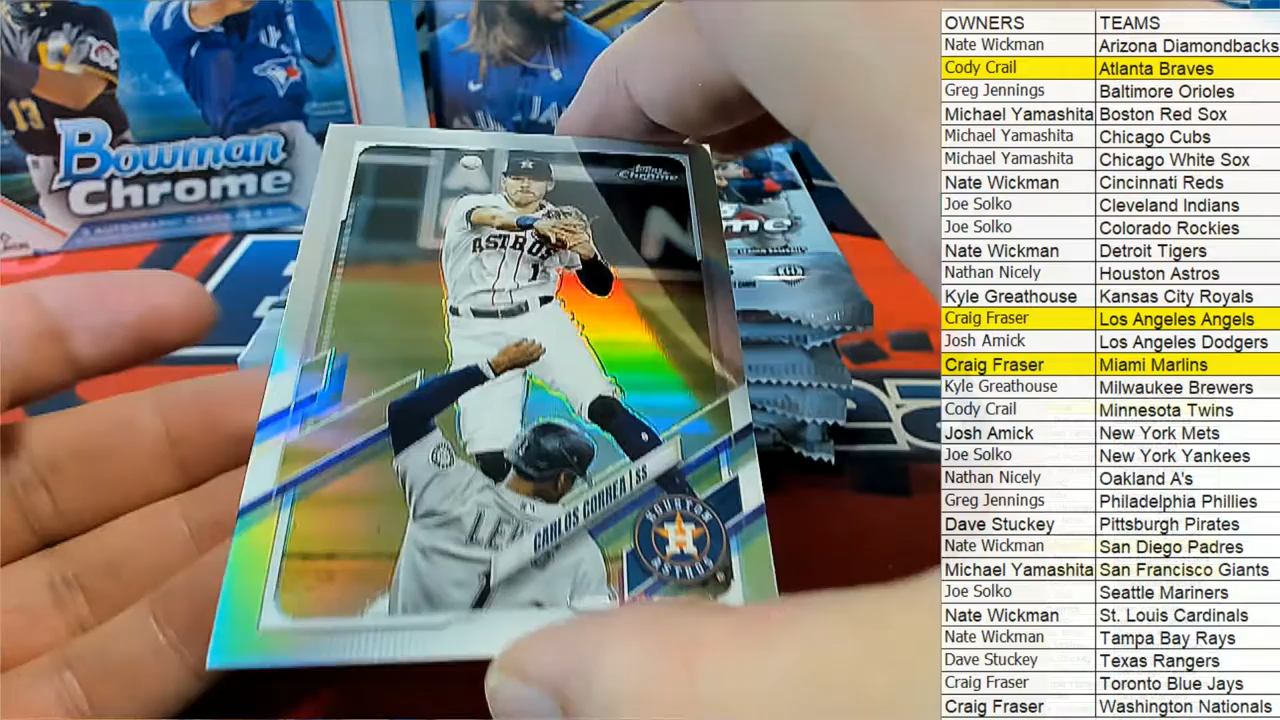 13
Bowman
Chrome
Topps
Chrome
ASTROS
1
LEE
CARLOS CORREA | SS
HOUSTON
H
ASTROS
OWNERS TEAMS
Nate Wickman Arizona Diamondbacks
Cody Crail Atlanta Braves
Greg Jennings Baltimore Orioles
Michael Yamashita Boston Red Sox
Michael Yamashita Chicago Cubs
Michael Yamashita Chicago White Sox
Nate Wickman Cincinnati Reds
Joe Solko Cleveland Indians
Joe Solko Colorado Rockies
Nate Wickman Detroit Tigers
Nathan Nicely Houston Astros
Kyle Greathouse Kansas City Royals
Craig Fraser Los Angeles Angels
Josh Amick Los Angeles Dodgers
Craig Fraser Miami Marlins
Kyle Greathouse Milwaukee Brewers
Cody Crail Minnesota Twins
Josh Amick New York Mets
Joe Solko New York Yankees
Nathan Nicely Oakland A's
Greg Jennings Philadelphia Phillies
Dave Stuckey Pittsburgh Pirates
Nate Wickman San Diego Padres
Michael Yamashita San Francisco Giants
Joe Solko Seattle Mariners
Nate Wickman St. Louis Cardinals
Nate Wickman Tampa Bay Rays
Dave Stuckey Texas Rangers
Craig Fraser Toronto Blue Jays
Craig Fraser Washington Nationals